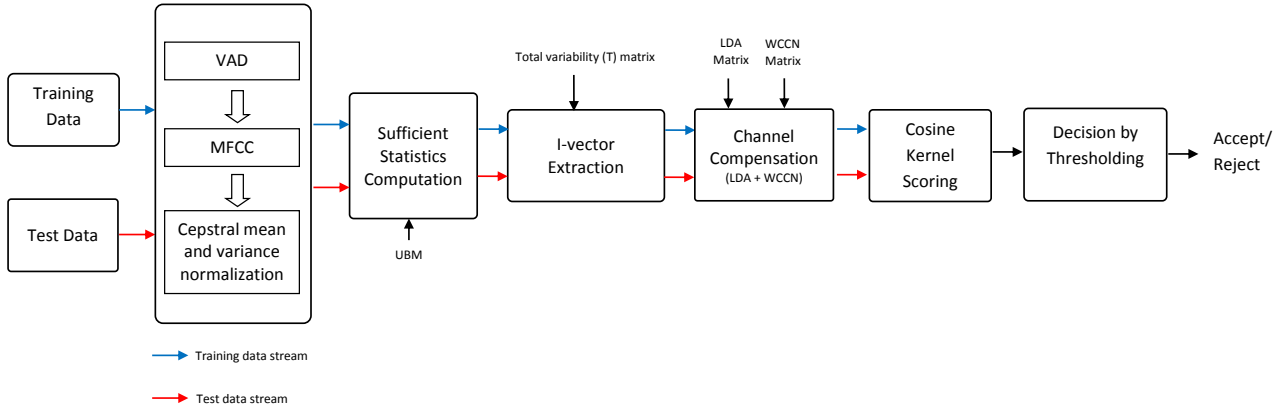 Training
Data
Test Data
VAD
MFCC
Cepstral mean
and variance
normalization
Sufficient
Statistics
Computation
UBM
Total variability (T) matrix
I-vector
Extraction
LDA
Matrix
WCCN
Matrix
Channel
Compensation
(LDA + WCCN)
Cosine
Kernel
Scoring
Decision by
Thresholding
Accept/
Reject
Training data stream
Test data stream